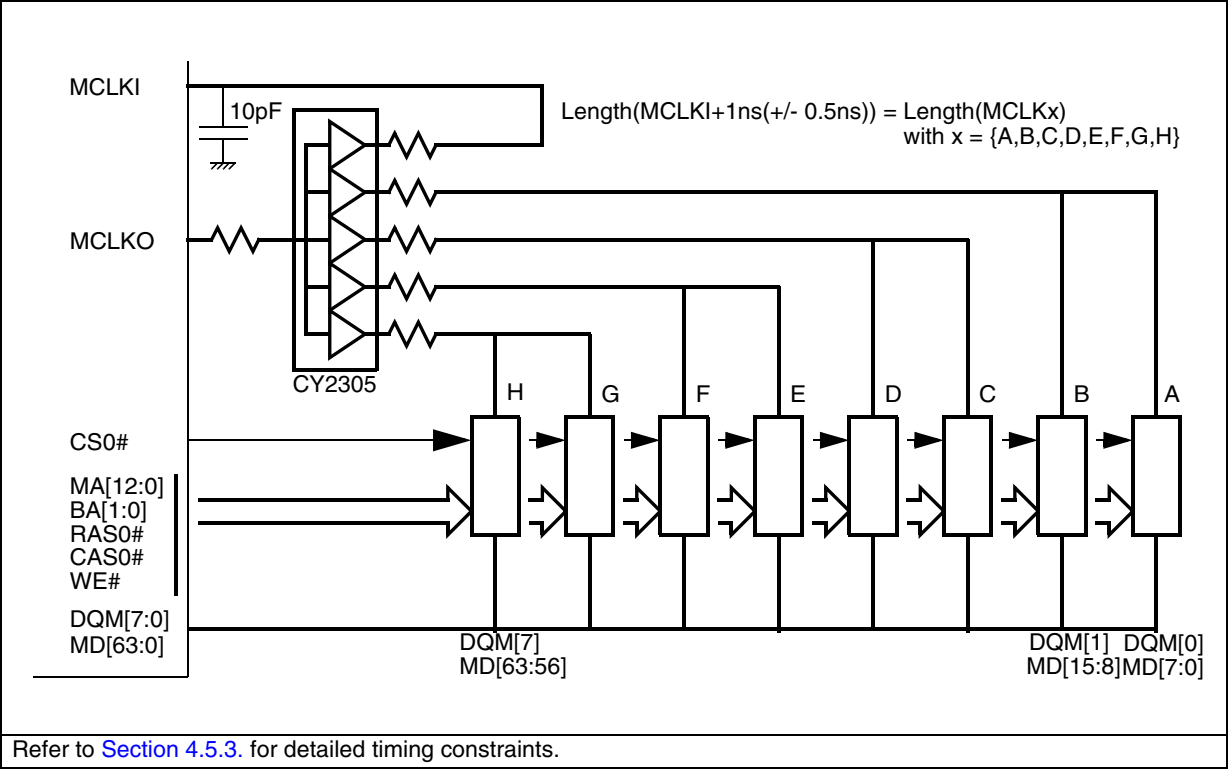 MCLKI
10pF
Length(MCLKI+1ns(+/- 0.5ns)) = Length(MCLKx)
with x = {A,B,C,D,E,F,G,H}
MCLKO
CY2305
H G F E D C B A
CS0#
MA[12:0]
BA[1:0]
RAS0#
CAS0#
WE#
DQM[7:0]
MD[63:0]
DQM[7] DQM[1] DQM[0]
MD[63:56] MD[15:8] MD[7:0]
Refer to Section 4.5.3. for detailed timing constraints.